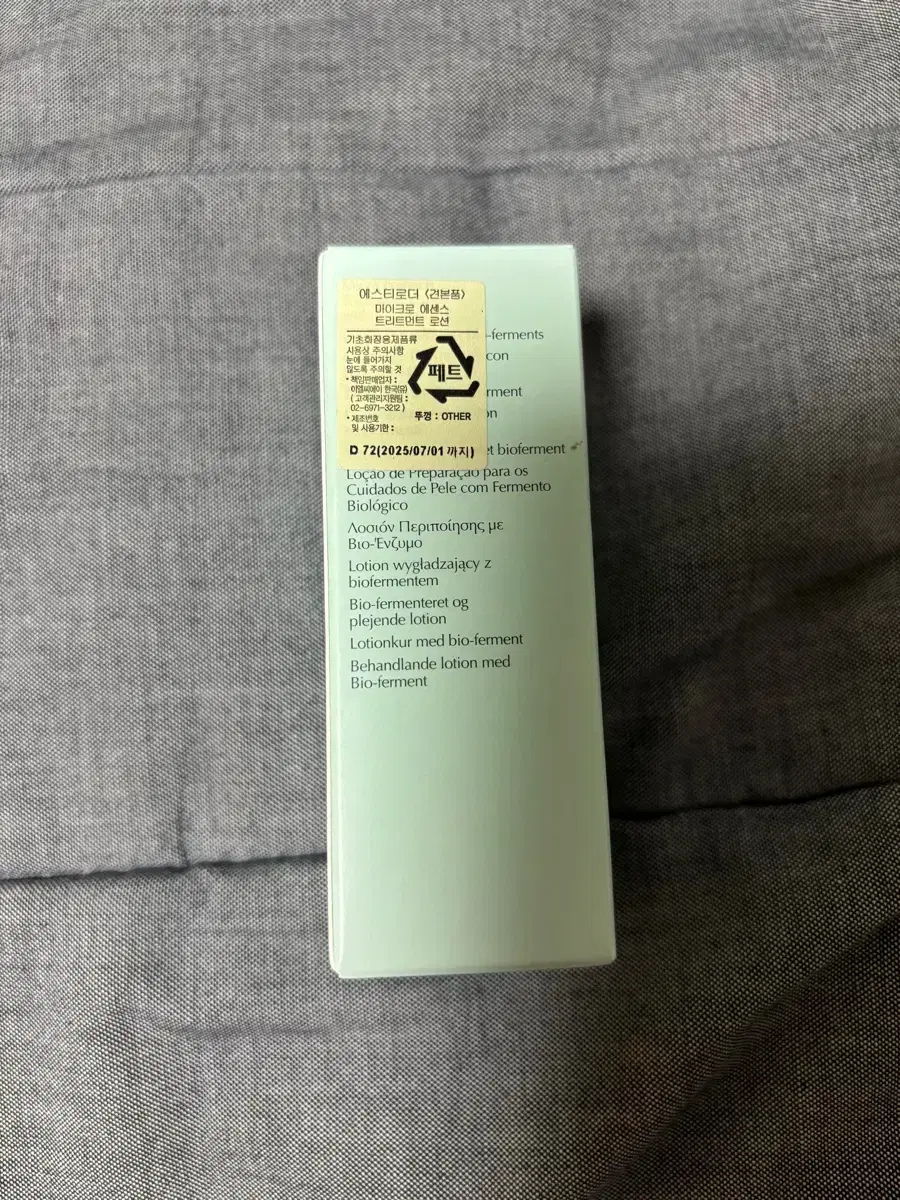 에스티로더 〈견본품〉
마이크로 에센스
트리트먼트 로션
기초화장용제품류
사용상 주의사항
눈에 들어가지
않도록 주의할 것
• 책임판매업자 :
이엘씨에이 한국(유)
( 고객관리지원팀 :
02-6971-3212 )
• 제조번호
및 사용기한 :
페트
뚜껑 : OTHER
D 72(2025/07/01 까지)
-ferments
con
et bioferment
Loção de Preparação para os
Cuidados de Pele com Fermento
Biológico
Λοσιόν Περιποίησης με
Βιο-Ένζυμο
Lotion wygładzający z
biofermentem
Bio-fermenteret og
plejende lotion
Lotionkur med bio-ferment
Behandlande lotion med
Bio-ferment